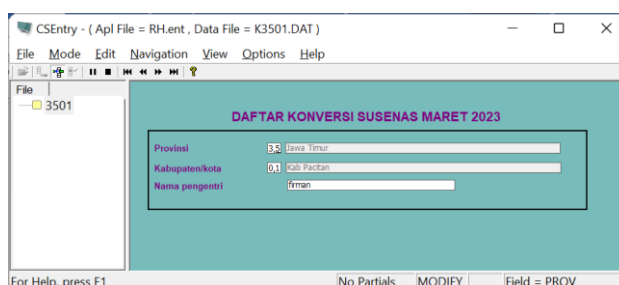 CSEntry - ( Apl File = RH.ent , Data File = K3501.DAT )
File Mode Edit Navigation View Options Help
File
3501
DAFTAR KONVERSI SUSENAS MARET 2023
Provinsi 3,5 Jawa Timur
Kabupaten/kota 0,1 Kab Pacitan
Nama pengentri firman
For Help, press F1 No Partials MODIFY Field = PROV